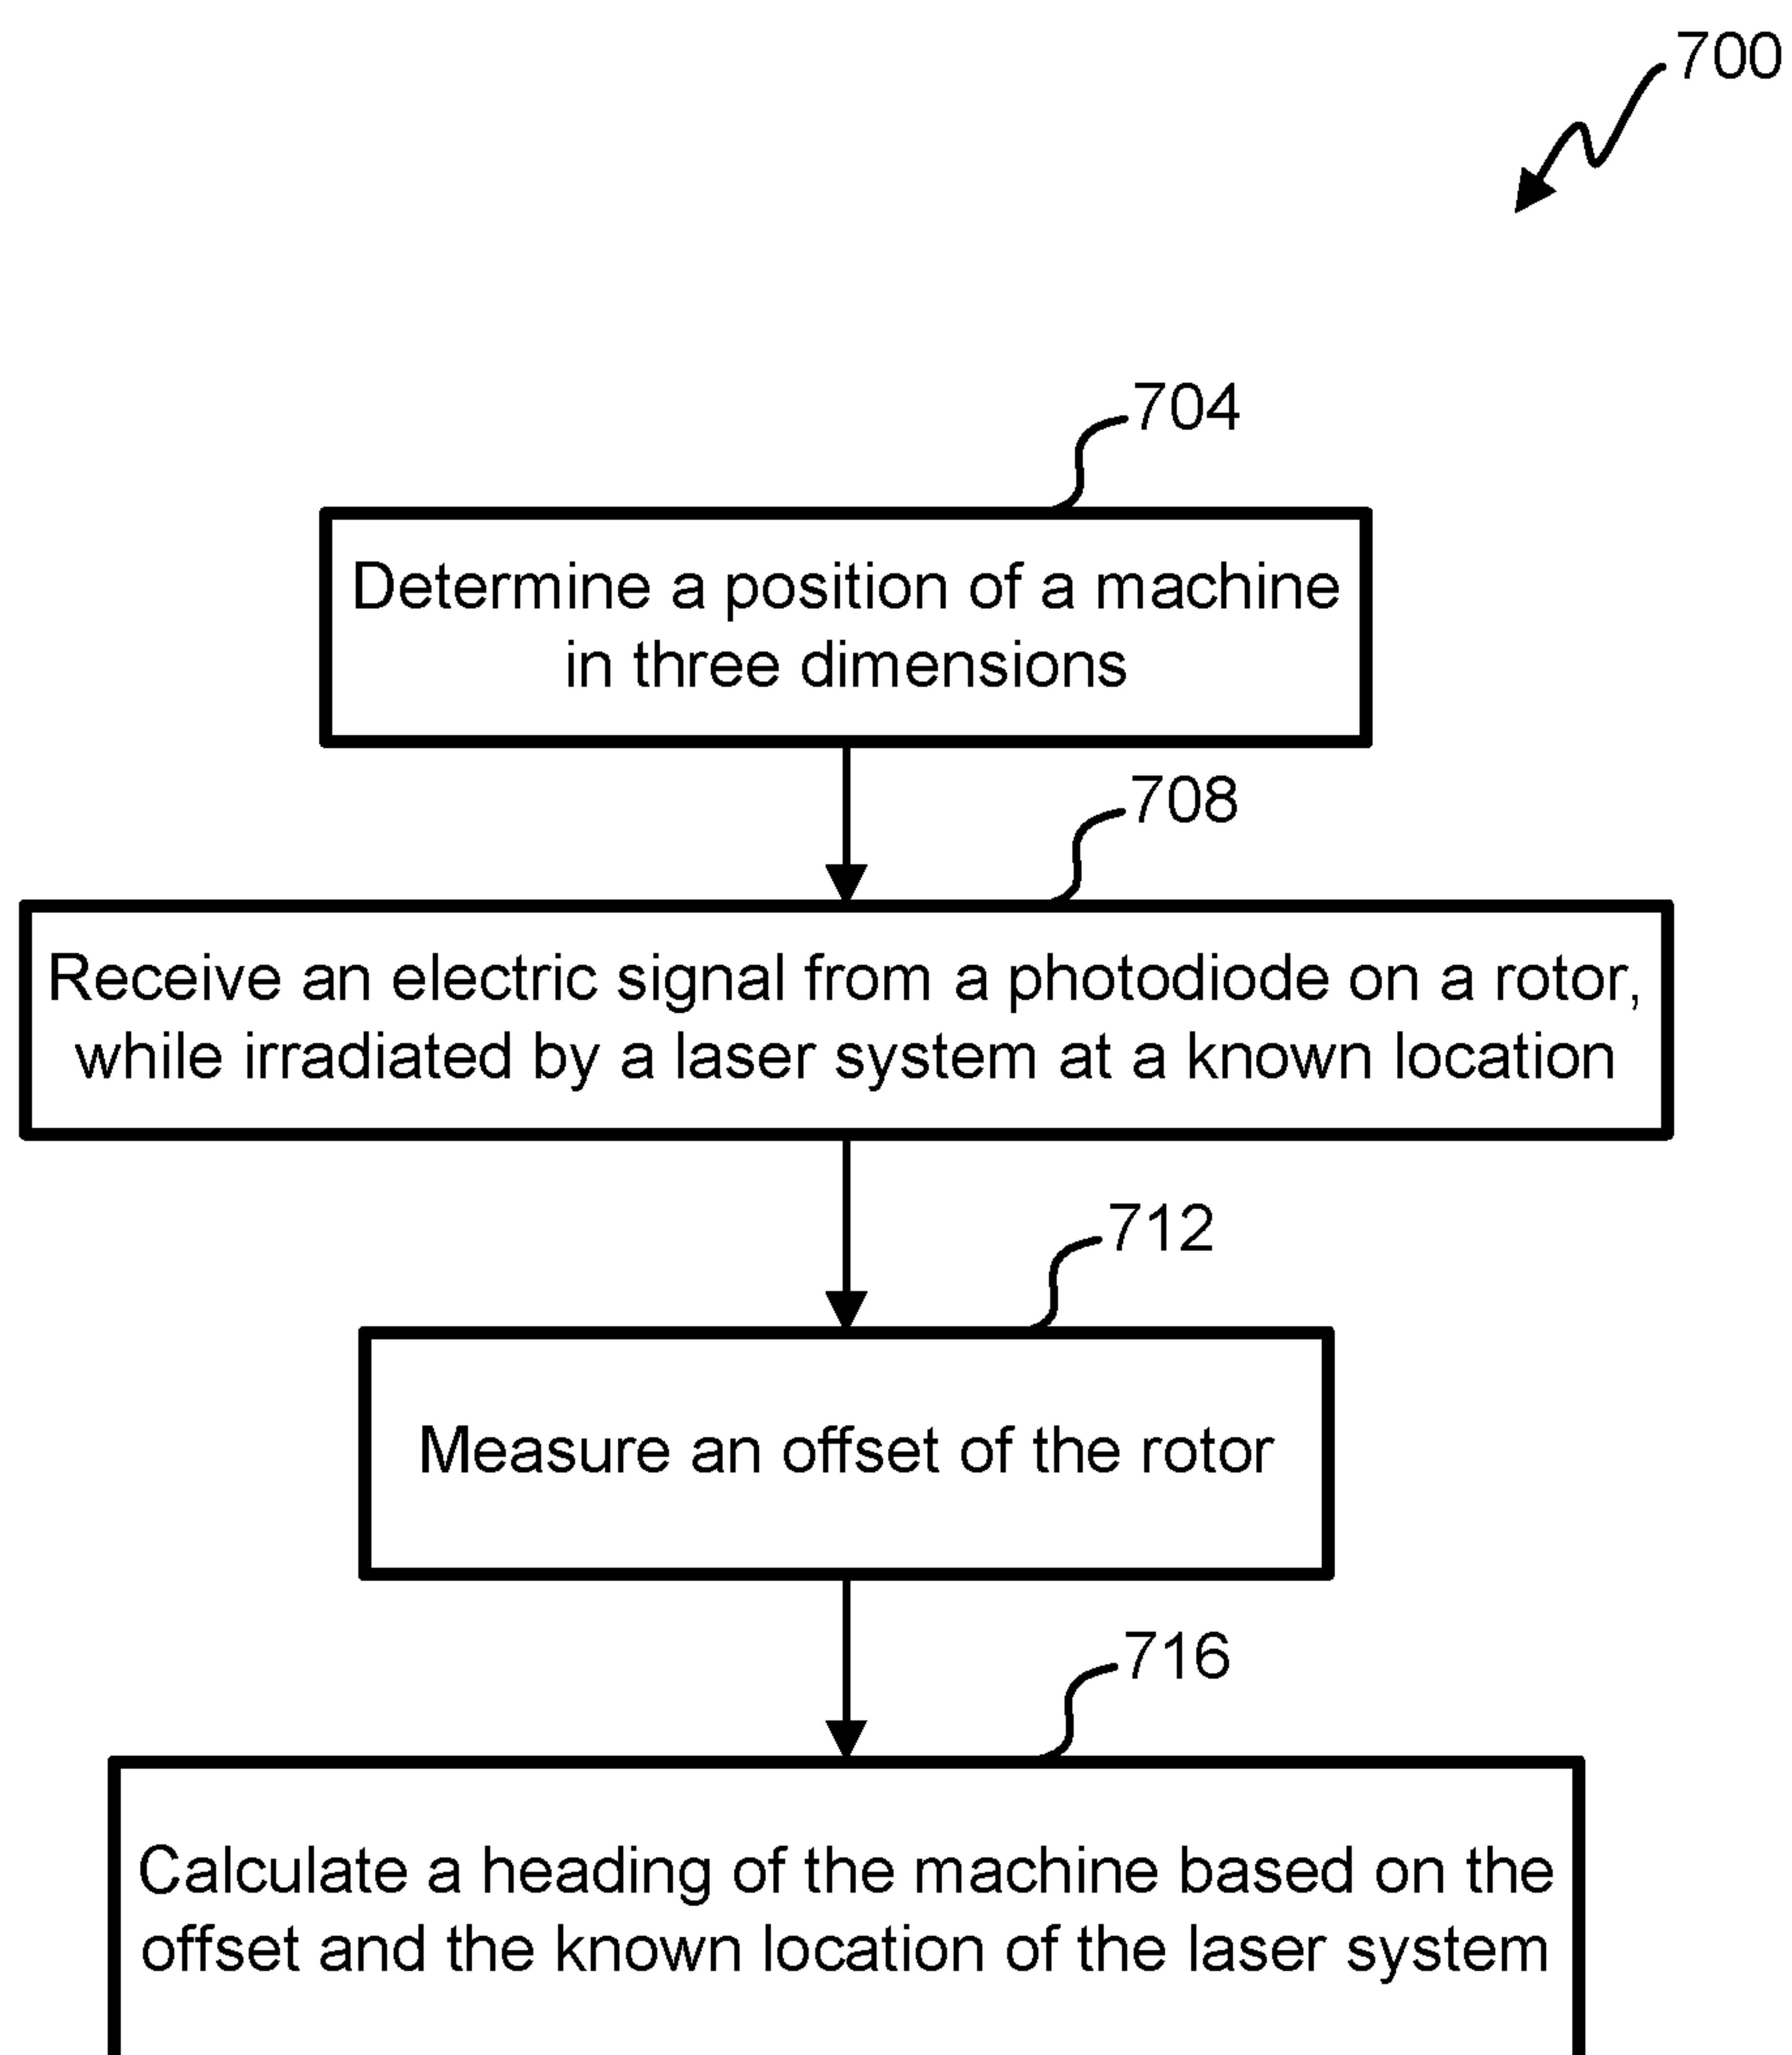 700
704
Determine a position of a machine
in three dimensions
708
Receive an electric signal from a photodiode on a rotor,
while irradiated by a laser system at a known location
712
Measure an offset of the rotor
716
Calculate a heading of the machine based on the
offset and the known location of the laser system